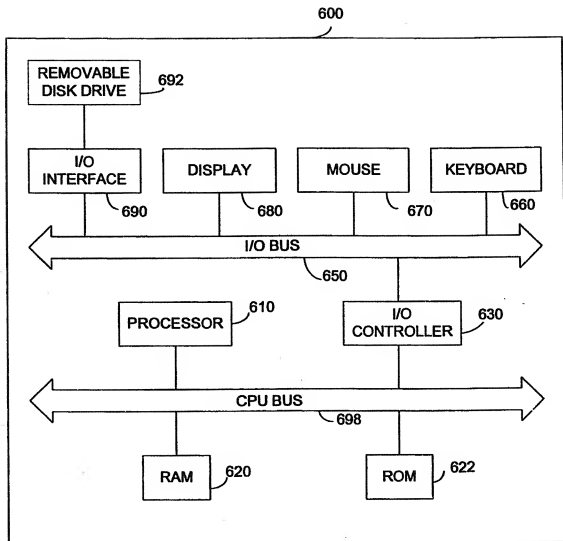 600
REMOVABLE
DISK DRIVE
692
I/O
INTERFACE
690
DISPLAY
680
MOUSE
670
KEYBOARD
660
I/O BUS
650
PROCESSOR
610
I/O
CONTROLLER
630
CPU BUS
698
RAM
620
ROM
622